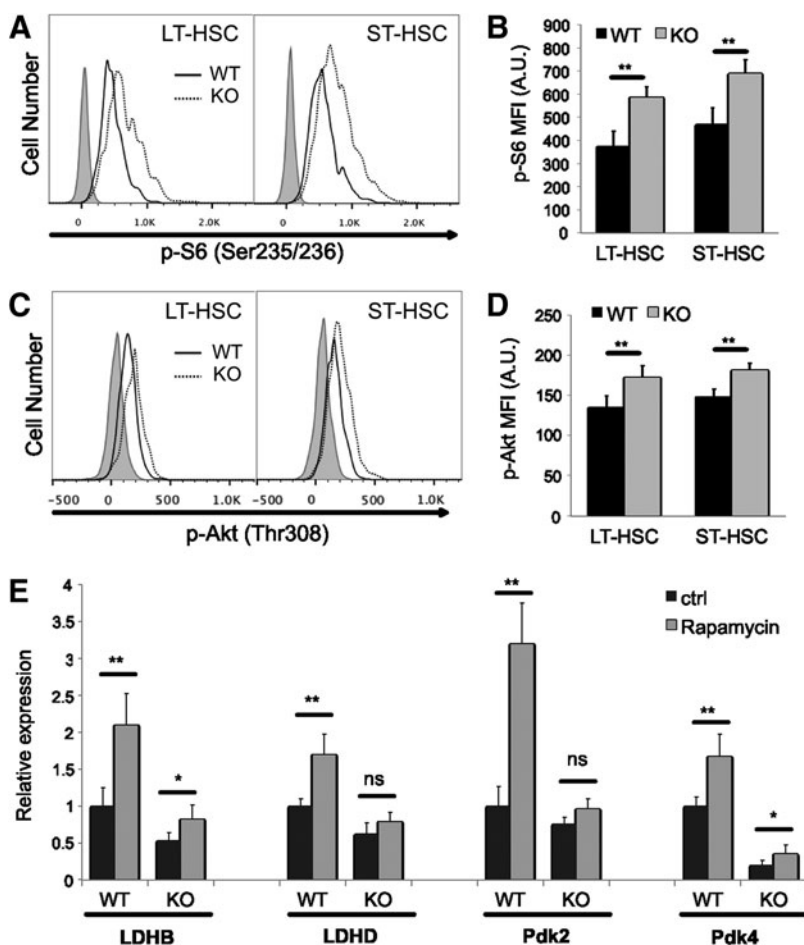 A
LT-HSC
ST-HSC
WT
KO
Cell Number
0
1.0K
2.0K
0
1.0K
2.0K
p-S6 (Ser235/236)
B
WT
KO
**
**
p-S6 MFI (A.U.)
900
800
700
600
500
400
300
200
100
0
LT-HSC
ST-HSC
C
LT-HSC
ST-HSC
WT
KO
Cell Number
-500
0
500
1.0K
0
500
1.0K
p-Akt (Thr308)
D
WT
KO
**
**
p-Akt MFI (A.U.)
250
200
150
100
50
0
LT-HSC
ST-HSC
E
ctrl
Rapamycin
Relative expression
4
3.5
3
2.5
2
1.5
1
0.5
0
**
*
**
ns
**
ns
**
*
WT
KO
WT
KO
WT
KO
WT
KO
LDHB
LDHD
Pdk2
Pdk4